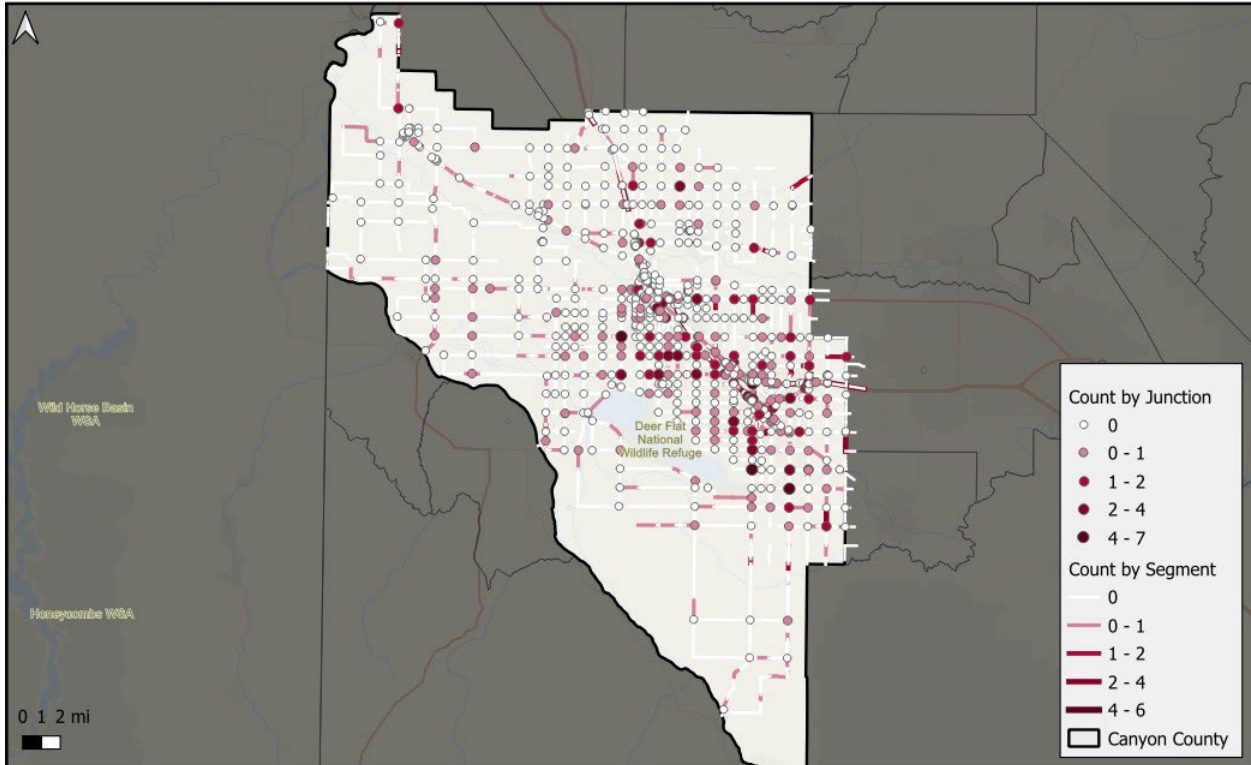 Wild Horse Basin
WSA
Deer Flat
National
Wildlife Refuge
Honeycombs WSA
0 1 2 mi
Count by Junction
0
0 - 1
1 - 2
2 - 4
4 - 7
Count by Segment
0
0 - 1
1 - 2
2 - 4
4 - 6
Canyon County